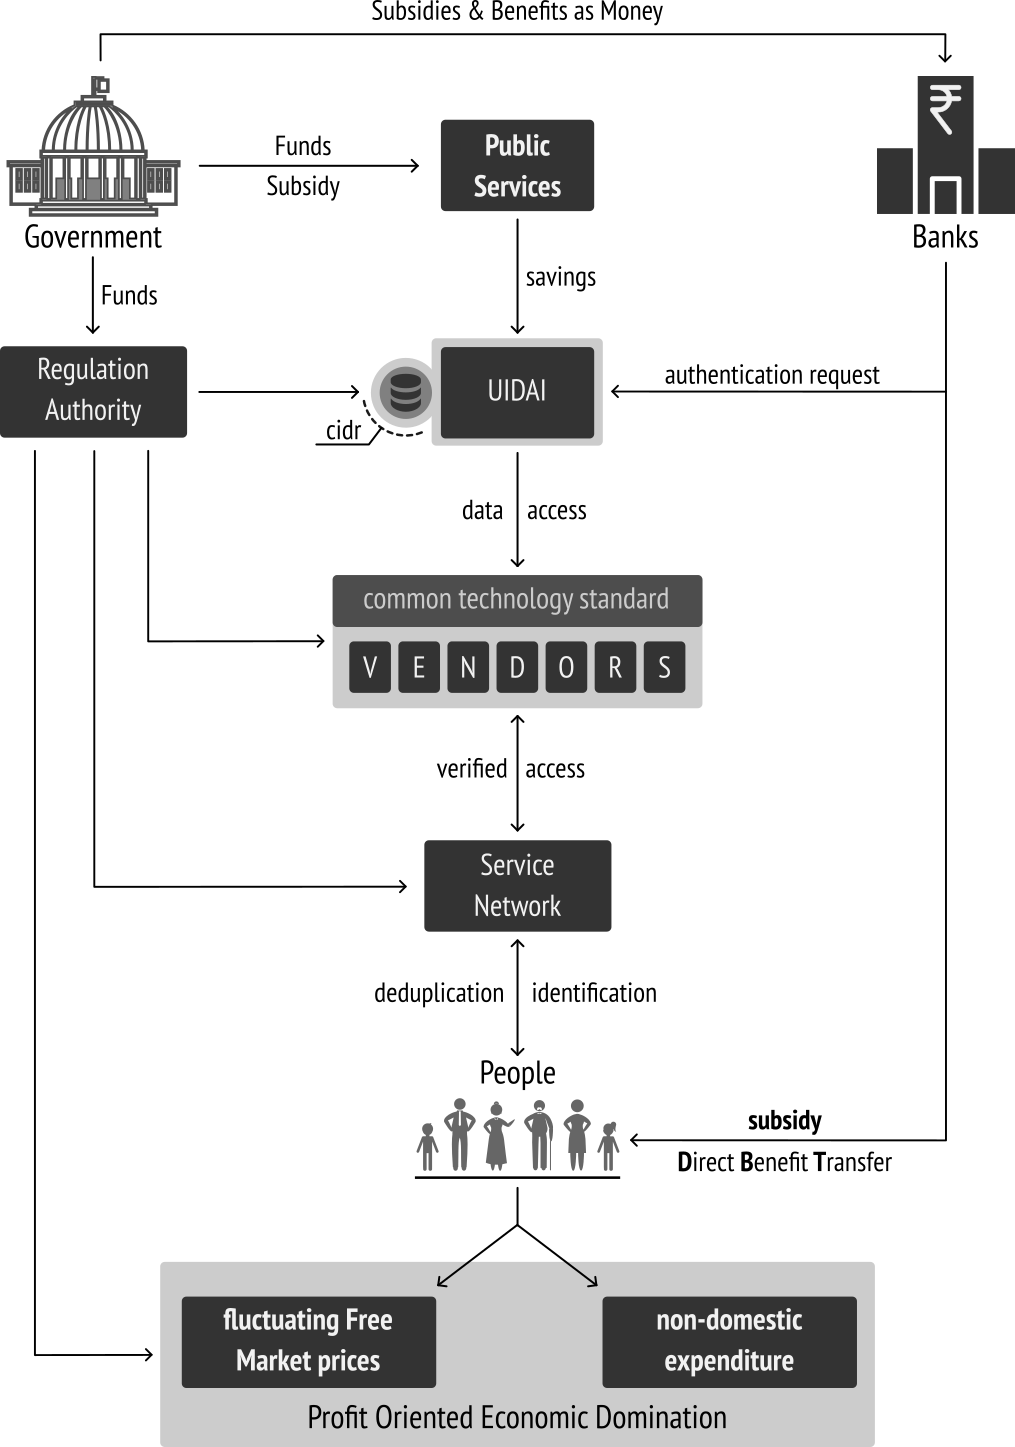 Subsidies & Benefits as Money
₹
Funds
Subsidy
Public
Services
Government
Banks
savings
Funds
Regulation
Authority
UIDAI
authentication request
cidr
data access
common technology standard
V E N D O R S
verified access
Service
Network
deduplication identification
People
subsidy
Direct Benefit Transfer
fluctuating Free
Market prices
non-domestic
expenditure
Profit Oriented Economic Domination